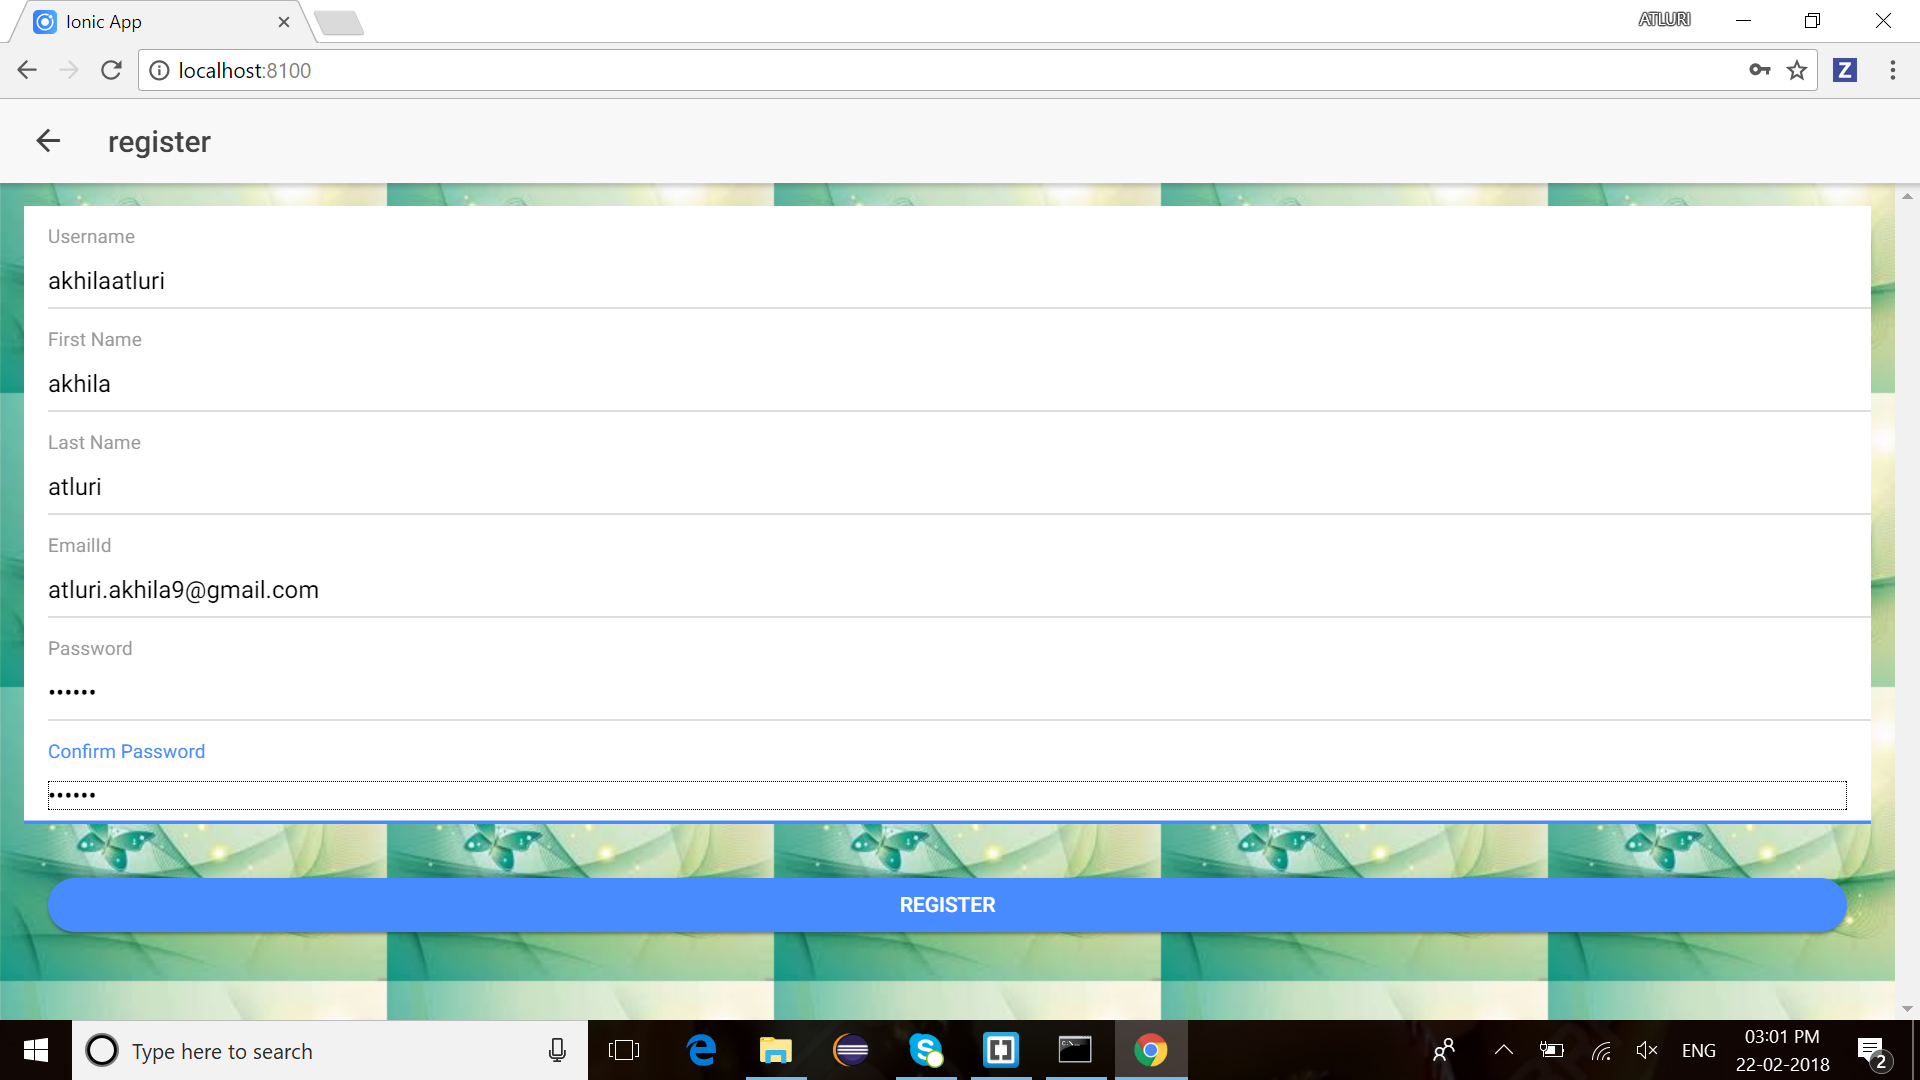 Ionic App
ATLURI
localhost:8100
Z
register
Username
akhilaatluri
First Name
akhila
Last Name
atluri
EmailId
atluri.akhila9@gmail.com
Password
••••••
Confirm Password
••••••
REGISTER
Type here to search
ENG
03:01 PM
22-02-2018
2